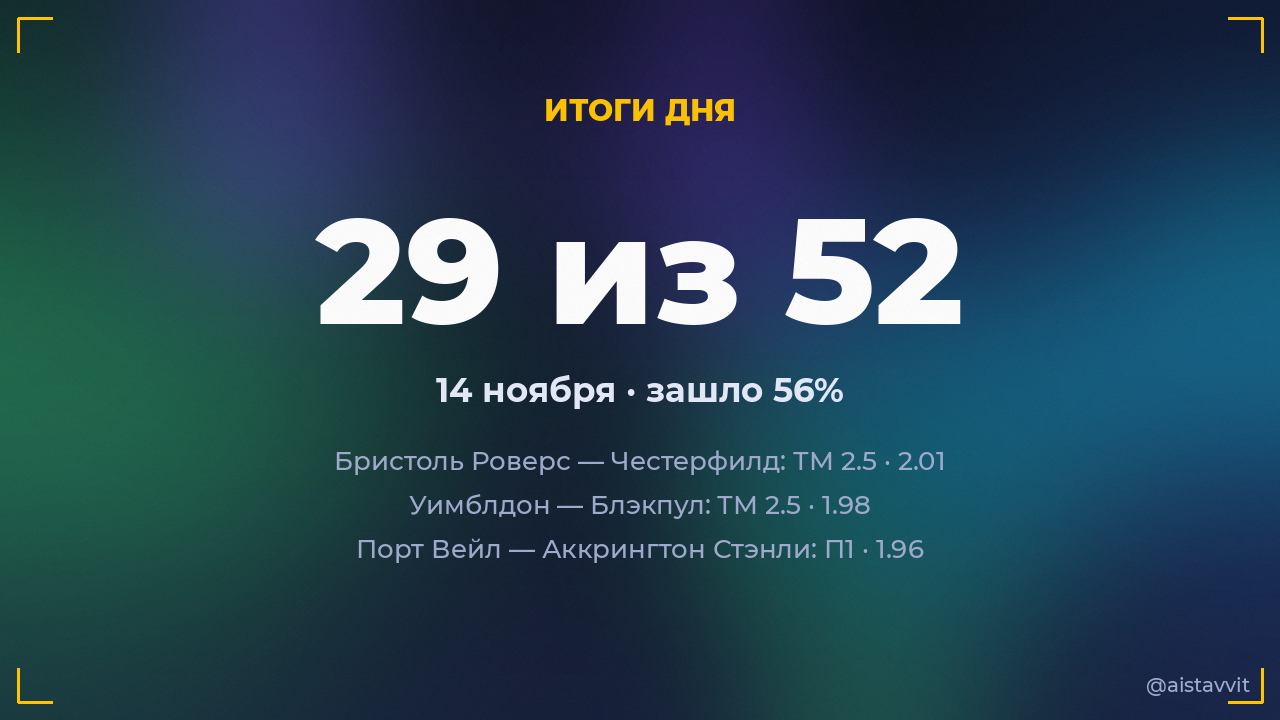 ИТОГИ ДНЯ
29 из 52
14 ноября · зашло 56%
Бристоль Роверс — Честерфилд: ТМ 2.5 · 2.01
Уимблдон — Блэкпул: ТМ 2.5 · 1.98
Порт Вейл — Аккрингтон Стэнли: П1 · 1.96
@aistavvit